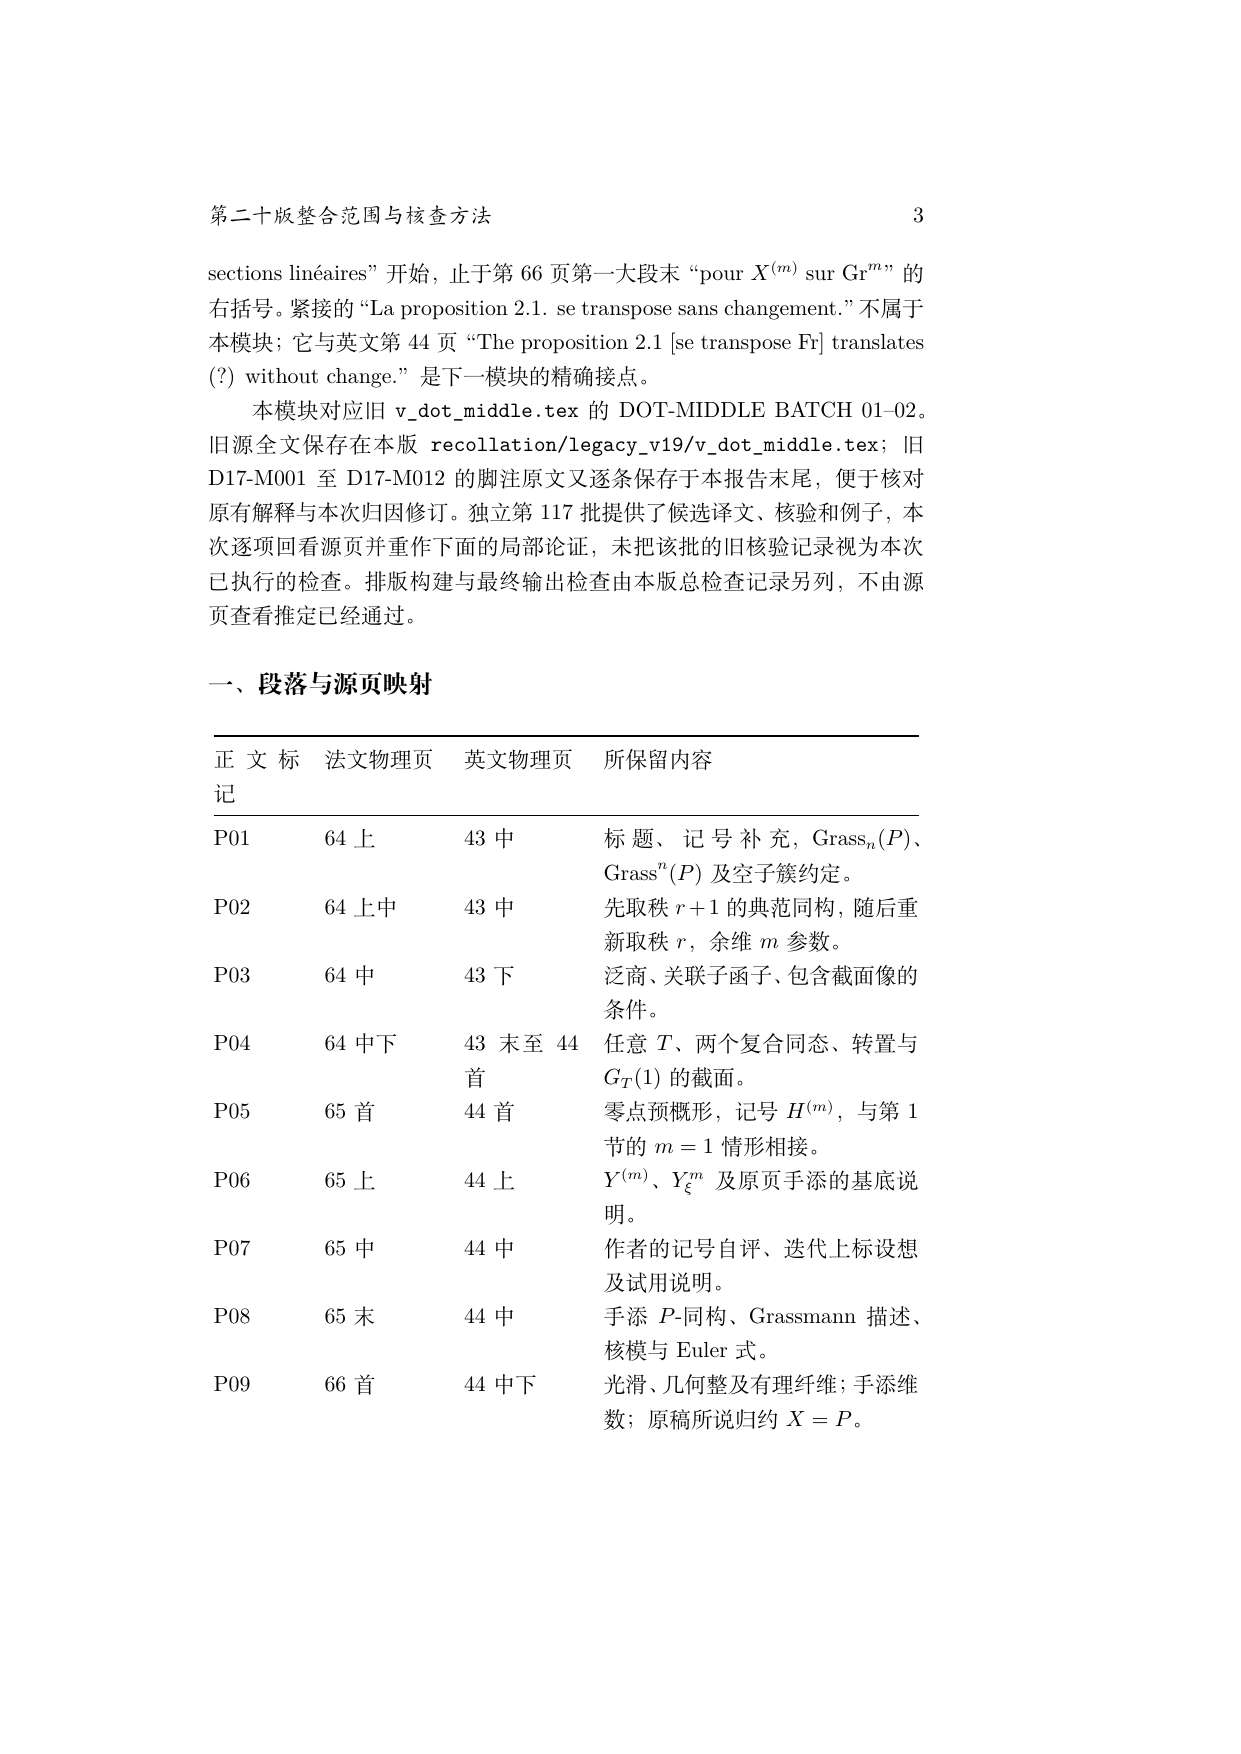 第二十版整合范围与核查方法 3
sections linéaires” 开始, 止于第 66 页第一大段末 “pour X^(m) sur Gr^m” 的
右括号。紧接的 “La proposition 2.1. se transpose sans changement.” 不属于
本模块; 它与英文第 44 页 “The proposition 2.1 [se transpose Fr] translates
(?) without change.” 是下一模块的精确接点。
本模块对应旧 v_dot_middle.tex 的 DOT-MIDDLE BATCH 01–02。
旧源全文保存在本版 recollation/legacy_v19/v_dot_middle.tex; 旧
D17-M001 至 D17-M012 的脚注原文又逐条保存于本报告末尾, 便于核对
原有解释与本次归因修订。独立第 117 批提供了候选译文、核验和例子, 本
次逐项回看源页并重作下面的局部论证, 未把该批的旧核验记录视为本次
已执行的检查。排版构建与最终输出检查由本版总检查记录另列, 不由源
页查看推定已经通过。
一、段落与源页映射
正文标 法文物理页 英文物理页 所保留内容
记
P01 64 上 43 中 标题、记号补充, Grass_n(P)、
Grass^n(P) 及空子簇约定。
P02 64 上中 43 中 先取秩 r+1 的典范同构, 随后重
新取秩 r, 余维 m 参数。
P03 64 中 43 下 泛商、关联子函子、包含截面像的
条件。
P04 64 中下 43 末至 44 任意 T、两个复合同态、转置与
首 G_T(1) 的截面。
P05 65 首 44 首 零点预概形, 记号 H^(m), 与第 1
节的 m = 1 情形相接。
P06 65 上 44 上 Y^(m)、Y_ξ^m 及原页手添的基底说
明。
P07 65 中 44 中 作者的记号自评、迭代上标设想
及试用说明。
P08 65 末 44 中 手添 P-同构、Grassmann 描述、
核模与 Euler 式。
P09 66 首 44 中下 光滑、几何整及有理纤维; 手添维
数; 原稿所说归约 X = P。